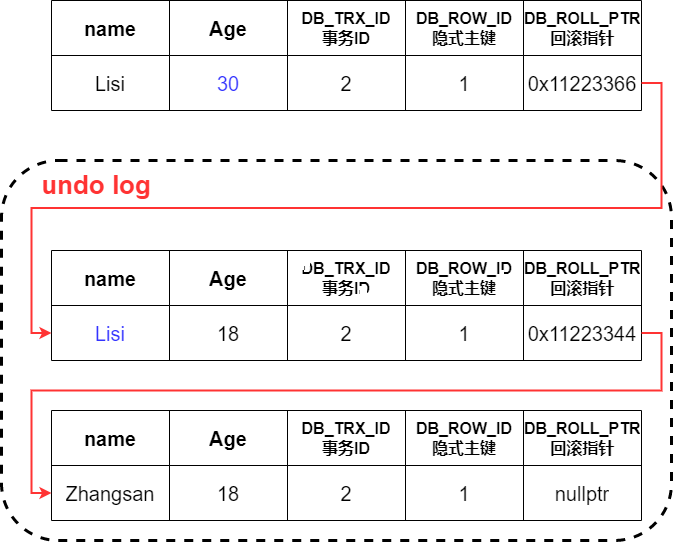 name Age DB_TRX_ID DB_ROW_ID DB_ROLL_PTR
事务ID 隐式主键 回滚指针
Lisi 30 2 1 0x11223366
undo log
name Age DB_TRX_ID DB_ROW_ID DB_ROLL_PTR
事务ID 隐式主键 回滚指针
Lisi 18 2 1 0x11223344
name Age DB_TRX_ID DB_ROW_ID DB_ROLL_PTR
事务ID 隐式主键 回滚指针
Zhangsan 18 2 1 nullptr